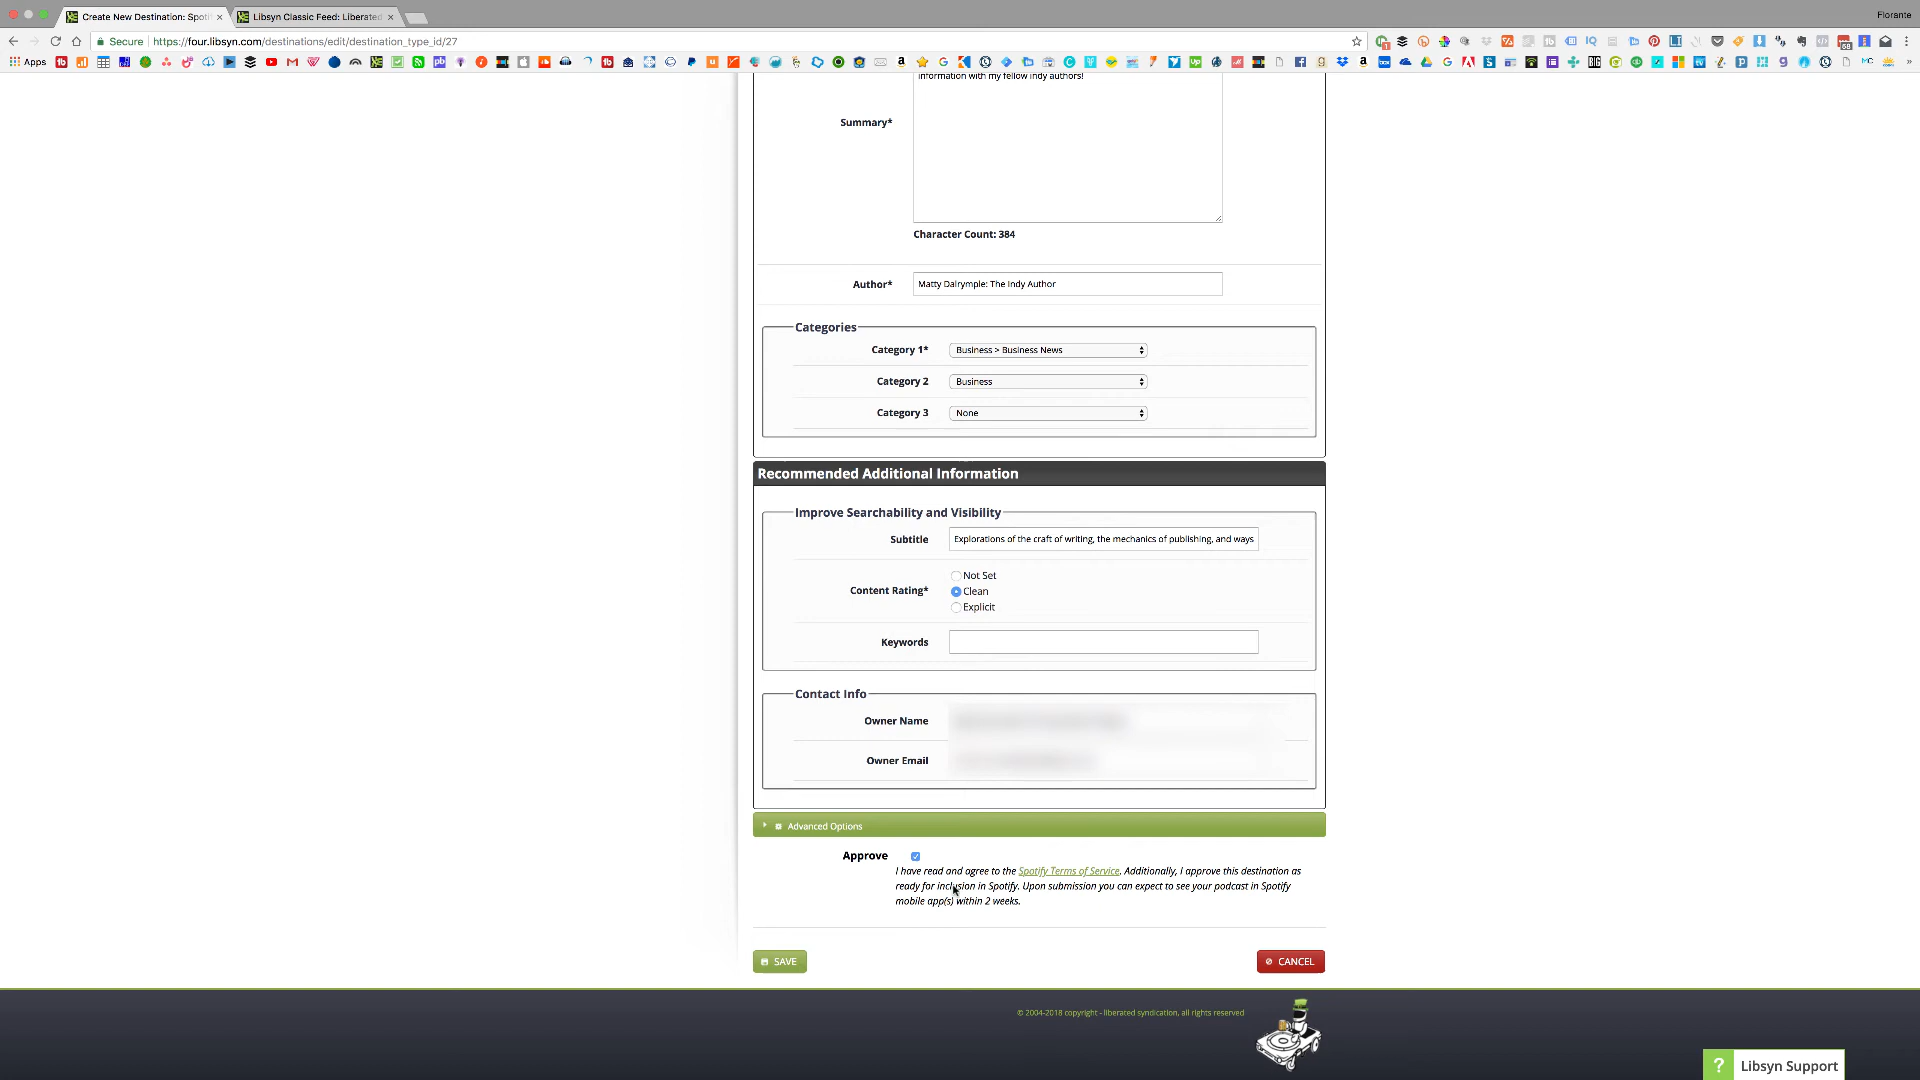 Create New Destination: Spoti
Libsyn Classic Feed: Liberated
Florante
Secure
https://four.libsyn.com/destinations/edit/destination_type_id/27
Apps
information with my fellow indy authors!
Summary*
Character Count: 384
Author*
Matty Dalrymple: The Indy Author
Categories
Category 1*
Business > Business News
Category 2
Business
Category 3
None
Recommended Additional Information
Improve Searchability and Visibility
Subtitle
Explorations of the craft of writing, the mechanics of publishing, and ways
Not Set
Content Rating*
Clean
Explicit
Keywords
Contact Info
Owner Name
Owner Email
Advanced Options
Approve
I have read and agree to the Spotify Terms of Service. Additionally, I approve this destination as
ready for inclusion in Spotify. Upon submission you can expect to see your podcast in Spotify
mobile app(s) within 2 weeks.
SAVE
CANCEL
© 2004-2018 copyright - liberated syndication, all rights reserved
? Libsyn Support